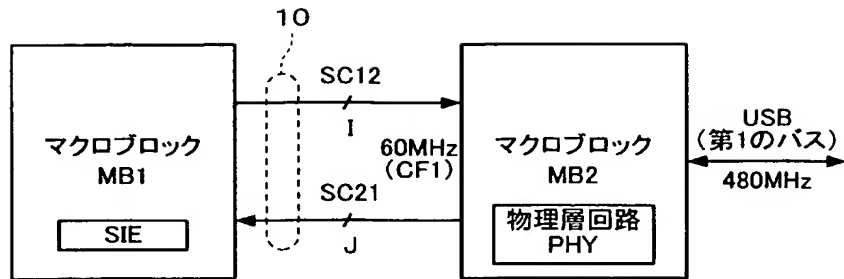 10
SC12
I
マクロブロック
MB1
SIE
60MHz
(CF1)
SC21
J
マクロブロック
MB2
物理層回路
PHY
USB
(第1のバス)
480MHz